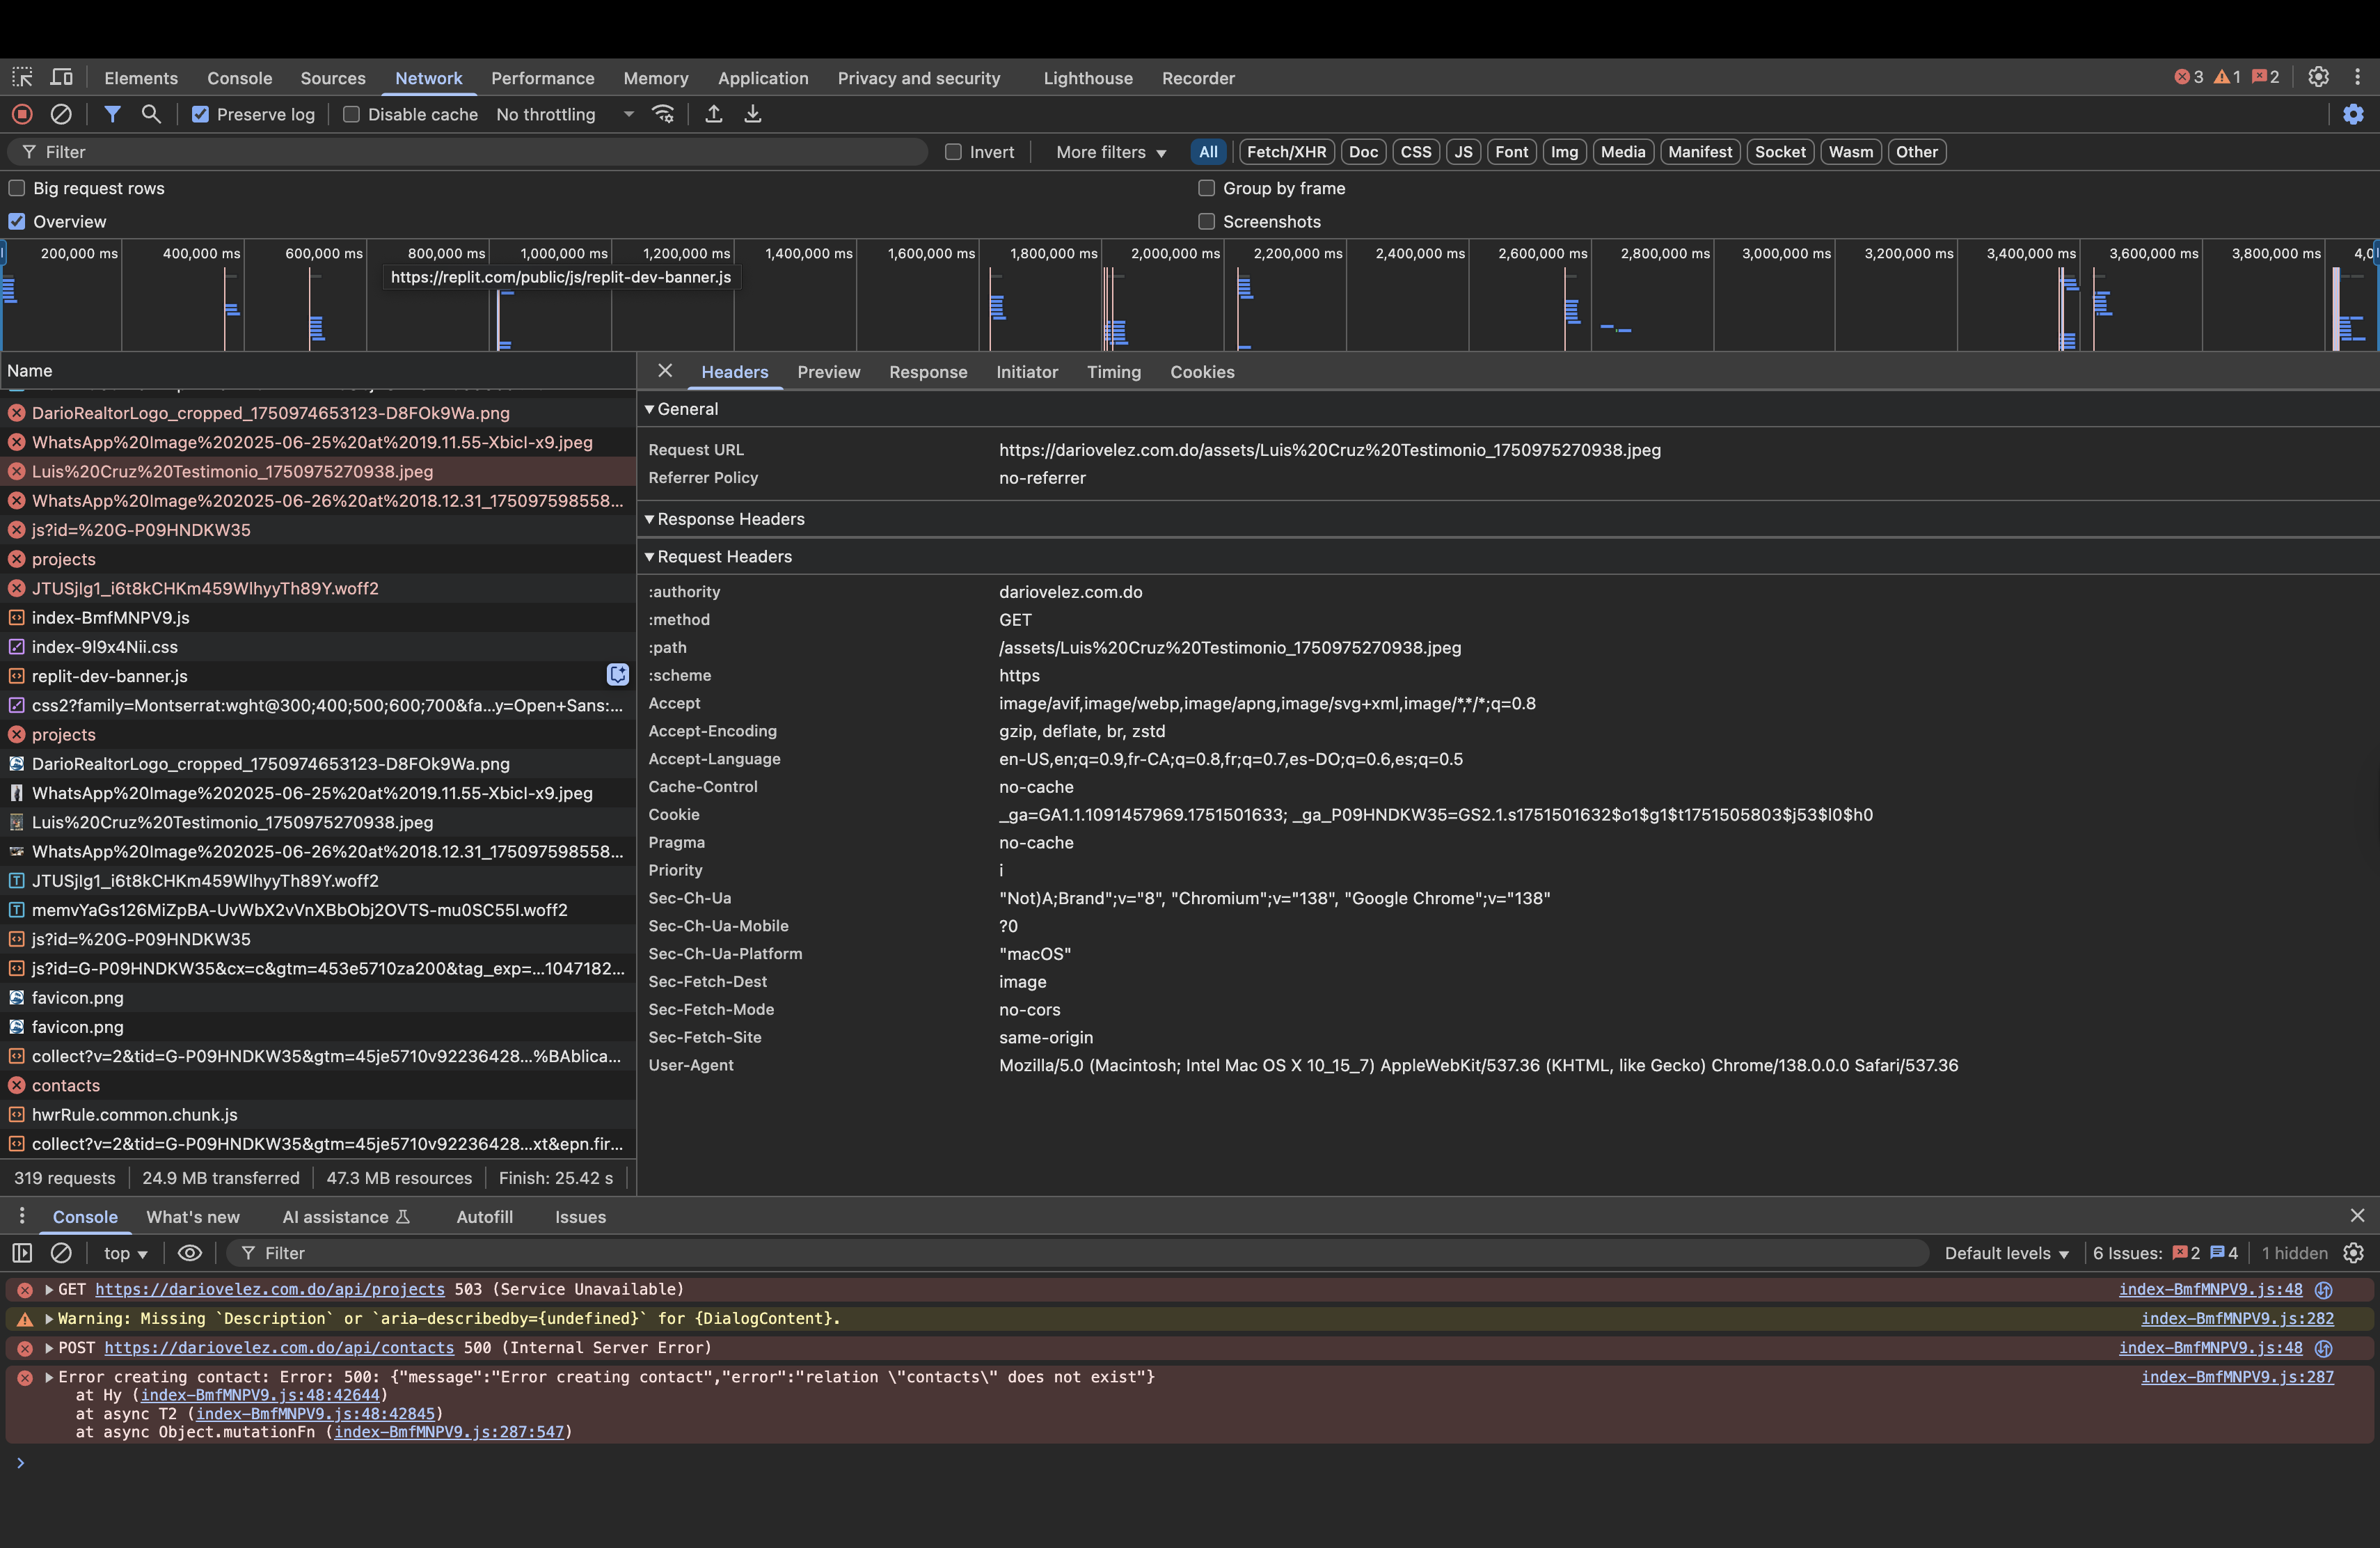 Elements Console Sources Network Performance Memory Application Privacy and security Lighthouse Recorder 3 1 2
Preserve log Disable cache No throttling
Filter Invert More filters All Fetch/XHR Doc CSS JS Font Img Media Manifest Socket Wasm Other
Big request rows Group by frame
Overview Screenshots
200,000 ms 400,000 ms 600,000 ms 800,000 ms 1,000,000 ms 1,200,000 ms 1,400,000 ms 1,600,000 ms 1,800,000 ms 2,000,000 ms 2,200,000 ms 2,400,000 ms 2,600,000 ms 2,800,000 ms 3,000,000 ms 3,200,000 ms 3,400,000 ms 3,600,000 ms 3,800,000 ms 4,0
https://replit.com/public/js/replit-dev-banner.js
Name
DarioRealtorLogo_cropped_1750974653123-D8FOk9Wa.png
WhatsApp%20Image%202025-06-25%20at%2019.11.55-XbicI-x9.jpeg
Luis%20Cruz%20Testimonio_1750975270938.jpeg
WhatsApp%20Image%202025-06-26%20at%2018.12.31_175097598558...
js?id=%20G-P09HNDKW35
projects
JTUSjIg1_i6t8kCHKm459WlhyyTh89Y.woff2
index-BmfMNPV9.js
index-9I9x4Nii.css
replit-dev-banner.js
css2?family=Montserrat:wght@300;400;500;600;700&fa...y=Open+Sans:...
projects
DarioRealtorLogo_cropped_1750974653123-D8FOk9Wa.png
WhatsApp%20Image%202025-06-25%20at%2019.11.55-XbicI-x9.jpeg
Luis%20Cruz%20Testimonio_1750975270938.jpeg
WhatsApp%20Image%202025-06-26%20at%2018.12.31_175097598558...
JTUSjIg1_i6t8kCHKm459WlhyyTh89Y.woff2
memvYaGs126MiZpBA-UvWbX2vVnXBbObj2OVTS-mu0SC55I.woff2
js?id=%20G-P09HNDKW35
js?id=G-P09HNDKW35&cx=c&gtm=453e5710za200&tag_exp=...1047182...
favicon.png
favicon.png
collect?v=2&tid=G-P09HNDKW35&gtm=45je5710v92236428...%BAblica...
contacts
hwrRule.common.chunk.js
collect?v=2&tid=G-P09HNDKW35&gtm=45je5710v92236428...xt&epn.fir...
319 requests 24.9 MB transferred 47.3 MB resources Finish: 25.42 s
Headers Preview Response Initiator Timing Cookies
General
Request URL https://dariovelez.com.do/assets/Luis%20Cruz%20Testimonio_1750975270938.jpeg
Referrer Policy no-referrer
Response Headers
Request Headers
:authority dariovelez.com.do
:method GET
:path /assets/Luis%20Cruz%20Testimonio_1750975270938.jpeg
:scheme https
Accept image/avif,image/webp,image/apng,image/svg+xml,image/*,*/*;q=0.8
Accept-Encoding gzip, deflate, br, zstd
Accept-Language en-US,en;q=0.9,fr-CA;q=0.8,fr;q=0.7,es-DO;q=0.6,es;q=0.5
Cache-Control no-cache
Cookie _ga=GA1.1.1091457969.1751501633; _ga_P09HNDKW35=GS2.1.s1751501632$o1$g1$t1751505803$j53$l0$h0
Pragma no-cache
Priority i
Sec-Ch-Ua "Not)A;Brand";v="8", "Chromium";v="138", "Google Chrome";v="138"
Sec-Ch-Ua-Mobile ?0
Sec-Ch-Ua-Platform "macOS"
Sec-Fetch-Dest image
Sec-Fetch-Mode no-cors
Sec-Fetch-Site same-origin
User-Agent Mozilla/5.0 (Macintosh; Intel Mac OS X 10_15_7) AppleWebKit/537.36 (KHTML, like Gecko) Chrome/138.0.0.0 Safari/537.36
Console What's new AI assistance Autofill Issues
top Filter Default levels 6 Issues: 2 4 1 hidden
GET https://dariovelez.com.do/api/projects 503 (Service Unavailable) index-BmfMNPV9.js:48
Warning: Missing `Description` or `aria-describedby={undefined}` for {DialogContent}. index-BmfMNPV9.js:282
POST https://dariovelez.com.do/api/contacts 500 (Internal Server Error) index-BmfMNPV9.js:48
Error creating contact: Error: 500: {"message":"Error creating contact","error":"relation \"contacts\" does not exist"} index-BmfMNPV9.js:287
at Hy (index-BmfMNPV9.js:48:42644)
at async T2 (index-BmfMNPV9.js:48:42845)
at async Object.mutationFn (index-BmfMNPV9.js:287:547)